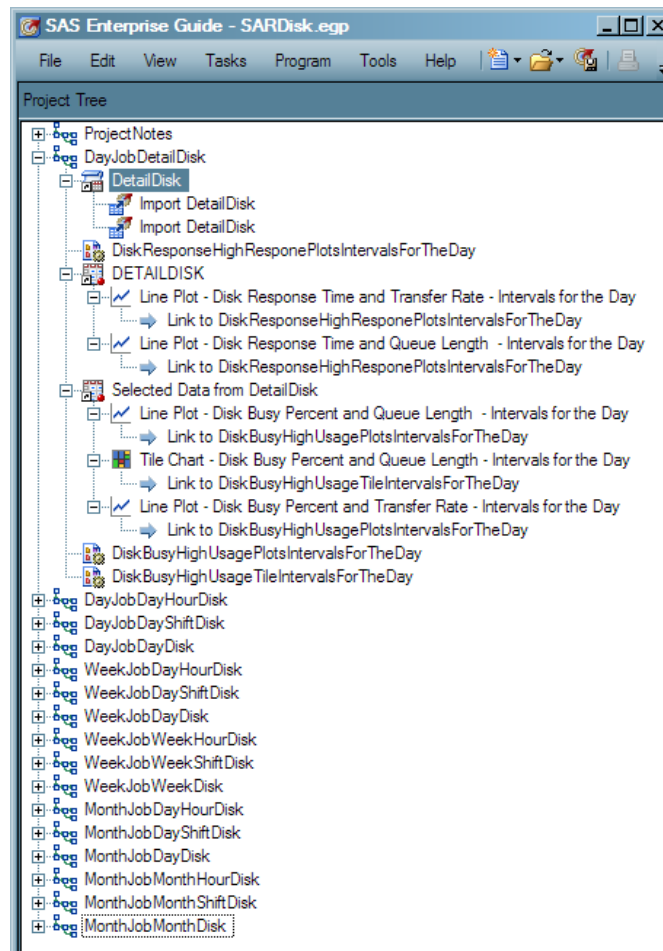 SAS Enterprise Guide - SARDisk.egp
File Edit View Tasks Program Tools Help
Project Tree
ProjectNotes
DayJobDetailDisk
DetailDisk
Import DetailDisk
Import DetailDisk
DiskResponseHighResponePlotsIntervalsForTheDay
DETAILDISK
Line Plot - Disk Response Time and Transfer Rate - Intervals for the Day
Link to DiskResponseHighResponePlotsIntervalsForTheDay
Line Plot - Disk Response Time and Queue Length - Intervals for the Day
Link to DiskResponseHighResponePlotsIntervalsForTheDay
Selected Data from DetailDisk
Line Plot - Disk Busy Percent and Queue Length - Intervals for the Day
Link to DiskBusyHighUsagePlotsIntervalsForTheDay
Tile Chart - Disk Busy Percent and Queue Length - Intervals for the Day
Link to DiskBusyHighUsageTileIntervalsForTheDay
Line Plot - Disk Busy Percent and Transfer Rate - Intervals for the Day
Link to DiskBusyHighUsagePlotsIntervalsForTheDay
DiskBusyHighUsagePlotsIntervalsForTheDay
DiskBusyHighUsageTileIntervalsForTheDay
DayJobDayHourDisk
DayJobDayShiftDisk
DayJobDayDisk
WeekJobDayHourDisk
WeekJobDayShiftDisk
WeekJobDayDisk
WeekJobWeekHourDisk
WeekJobWeekShiftDisk
WeekJobWeekDisk
MonthJobDayHourDisk
MonthJobDayShiftDisk
MonthJobDayDisk
MonthJobMonthHourDisk
MonthJobMonthShiftDisk
MonthJobMonthDisk